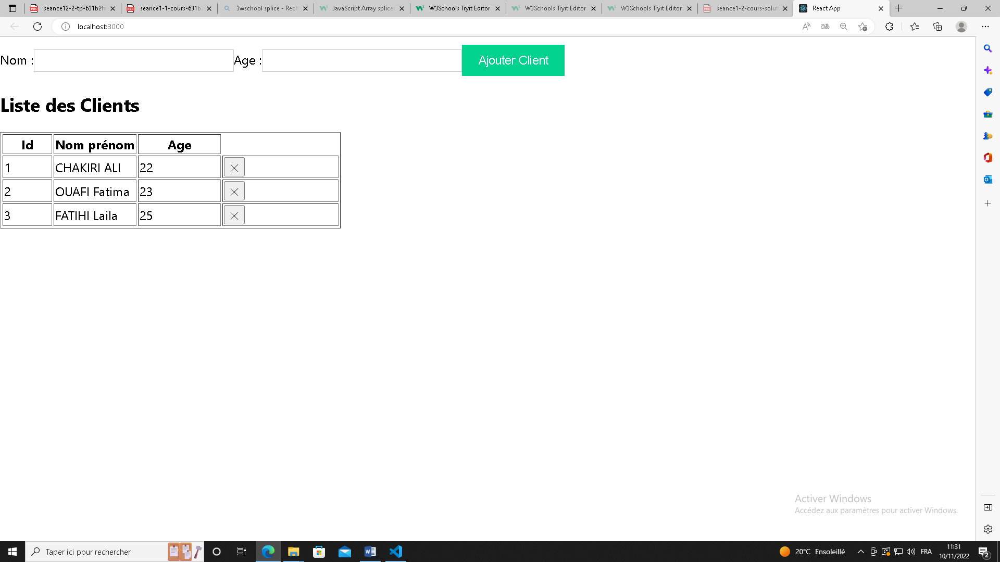 seance12-2-tp-631b2f
seance1-1-cours-631b
3wschool splice - Rech
JavaScript Array splice
W3Schools Tryit Editor
W3Schools Tryit Editor
W3Schools Tryit Editor
seance1-2-cours-solut
React App
localhost:3000
Nom :
Age :
Ajouter Client
Liste des Clients
Id Nom prénom Age
1 CHAKIRI ALI 22
2 OUAFI Fatima 23
3 FATIHI Laila 25
Activer Windows
Accédez aux paramètres pour activer Windows.
Taper ici pour rechercher
20°C Ensoleillé
FRA
11:31
10/11/2022
2